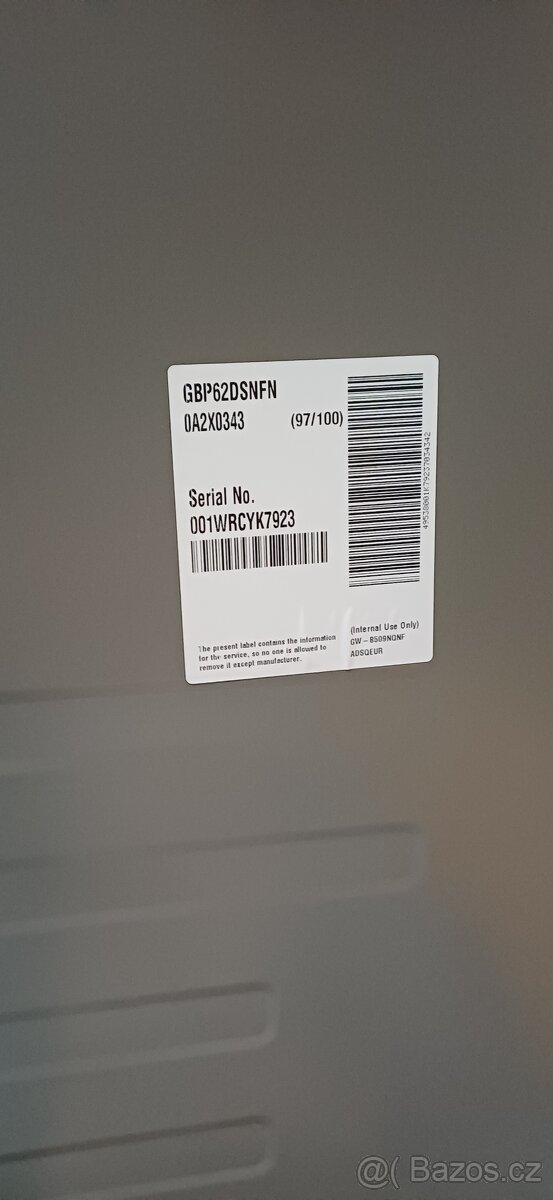 GBP62DSNFN
0A2X0343 (97/100)
Serial No.
001WRCYK7923
The present label contains the information
for the service, so no one is allowed to
remove it except manufacturer.
(Internal Use Only)
GW-B509NQNF
ADSQEUR
@( Bazos.cz